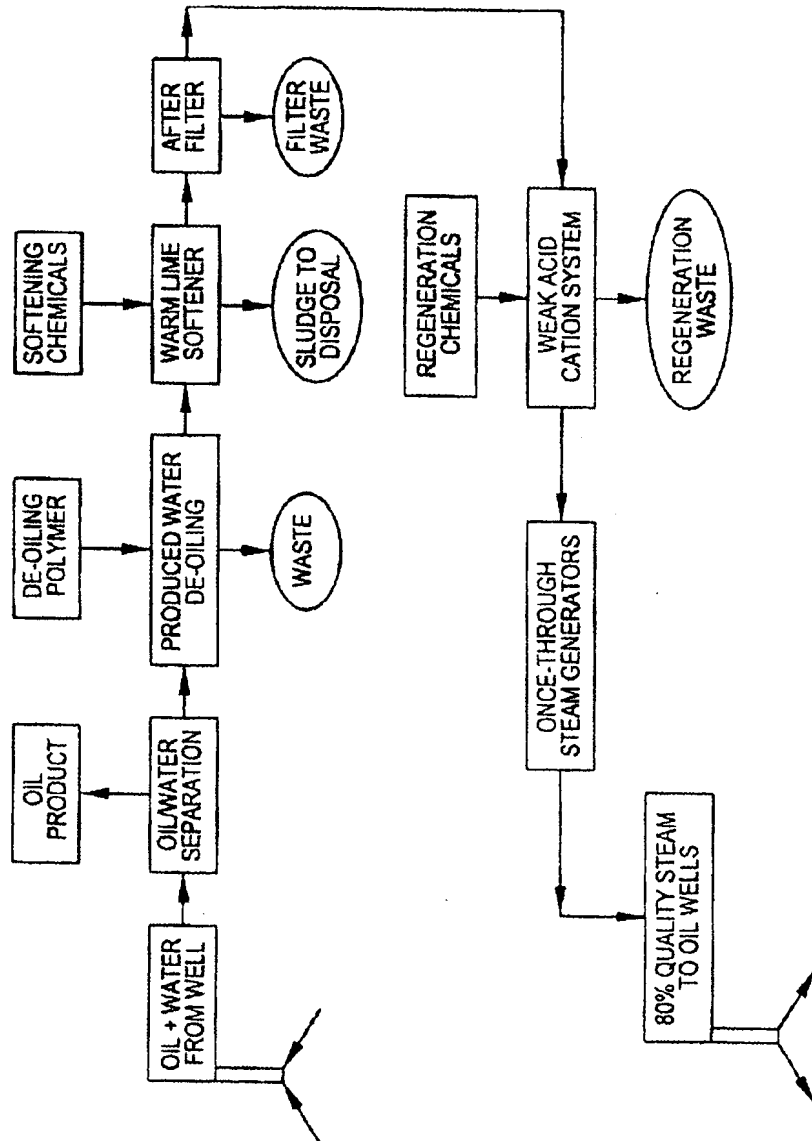 OIL
PRODUCT
DE-OILING
POLYMER
SOFTENING
CHEMICALS
OIL + WATER
FROM WELL
OIL/WATER
SEPARATION
PRODUCED WATER
DE-OILING
WARM LIME
SOFTENER
AFTER
FILTER
WASTE
SLUDGE TO
DISPOSAL
FILTER
WASTE
REGENERATION
CHEMICALS
80% QUALITY STEAM
TO OIL WELLS
ONCE-THROUGH
STEAM GENERATORS
WEAK ACID
CATION SYSTEM
REGENERATION
WASTE